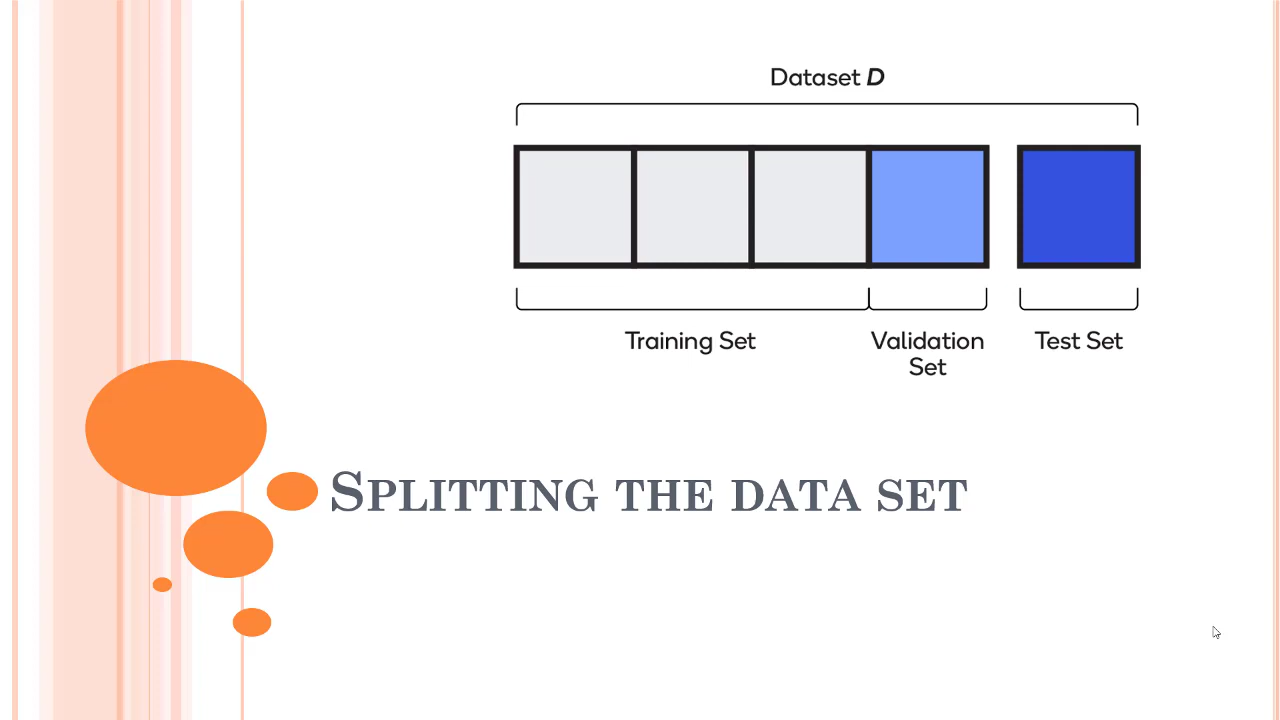 Dataset D
Training Set
Validation
Set
Test Set
SPLITTING THE DATA SET